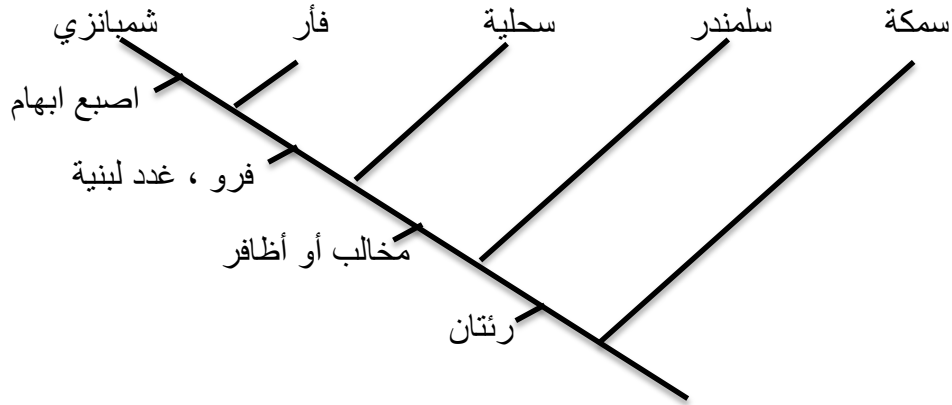 سمكة
سلمندر
سحلية
فأر
شمبانزي
اصبع ابهام
فرو ، غدد لبنية
مخالب أو أظافر
رئتان